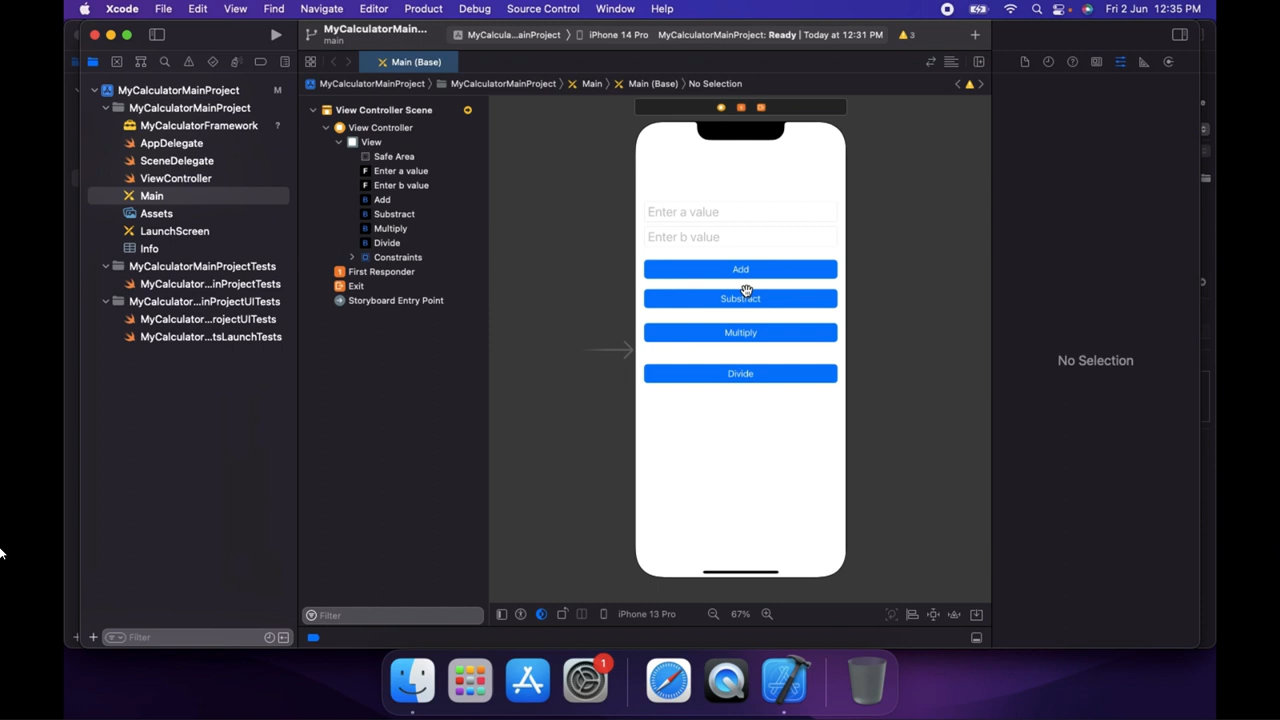 Xcode File Edit View Find Navigate Editor Product Debug Source Control Window Help Fri 2 Jun 12:35 PM
MyCalculatorMain...
main
MyCalcula...ainProject iPhone 14 Pro MyCalculatorMainProject: Ready | Today at 12:31 PM 3
Main (Base)
MyCalculatorMainProject MyCalculatorMainProject Main Main (Base) No Selection
MyCalculatorMainProject M
MyCalculatorMainProject
MyCalculatorFramework ?
AppDelegate
SceneDelegate
ViewController
Main
Assets
LaunchScreen
Info
MyCalculatorMainProjectTests
MyCalculator...inProjectTests
MyCalculator...inProjectUITests
MyCalculator...rojectUITests
MyCalculator...tsLaunchTests
View Controller Scene
View Controller
View
Safe Area
F Enter a value
F Enter b value
B Add
B Substract
B Multiply
B Divide
Constraints
1 First Responder
Exit
Storyboard Entry Point
Enter a value
Enter b value
Add
Substract
Multiply
Divide
No Selection
Filter
Filter
iPhone 13 Pro 67%
1